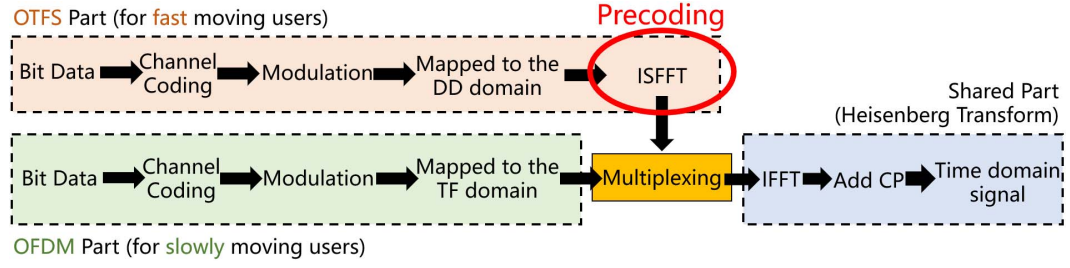 OTFS Part (for fast moving users)
Precoding
Bit Data
Channel
Coding
Modulation
Mapped to the
DD domain
ISFFT
Shared Part
(Heisenberg Transform)
Bit Data
Channel
Coding
Modulation
Mapped to the
TF domain
Multiplexing
IFFT
Add CP
Time domain
signal
OFDM Part (for slowly moving users)